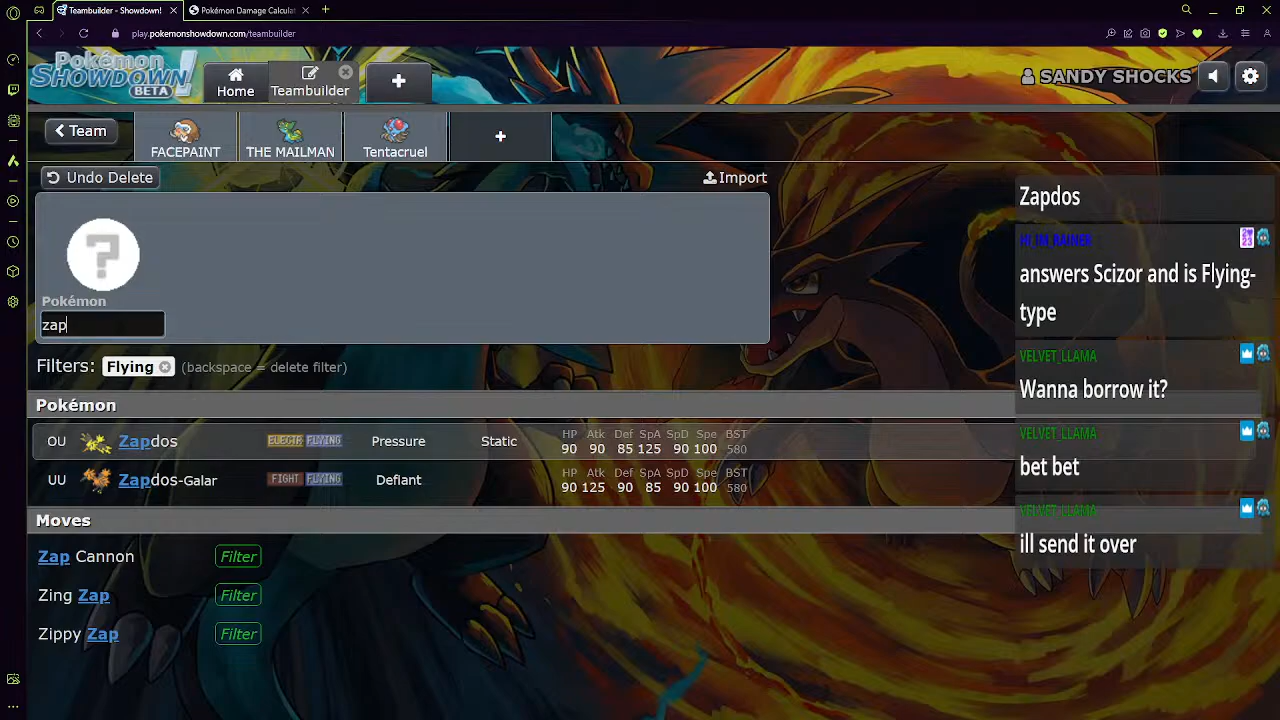 Teambuilder - Showdown!
Pokémon Damage Calculat
play.pokemonshowdown.com/teambuilder
Pokémon
SHOWDOWN!
BETA
Home
Teambuilder
SANDY SHOCKS
Team
FACEPAINT
THE MAILMAN
Tentacruel
Undo Delete
Import
Pokémon
zap
Filters: Flying (backspace = delete filter)
Pokémon
OU Zapdos ELECTR FLYING Pressure Static HP Atk Def SpA SpD Spe BST
90 90 85 125 90 100 580
UU Zapdos-Galar FIGHT FLYING Defiant HP Atk Def SpA SpD Spe BST
90 125 90 85 90 100 580
Moves
Zap Cannon Filter
Zing Zap Filter
Zippy Zap Filter
Zapdos
HI_IM_RAINER
answers Scizor and is Flying-
type
VELVET_LLAMA
Wanna borrow it?
VELVET_LLAMA
bet bet
VELVET_LLAMA
ill send it over